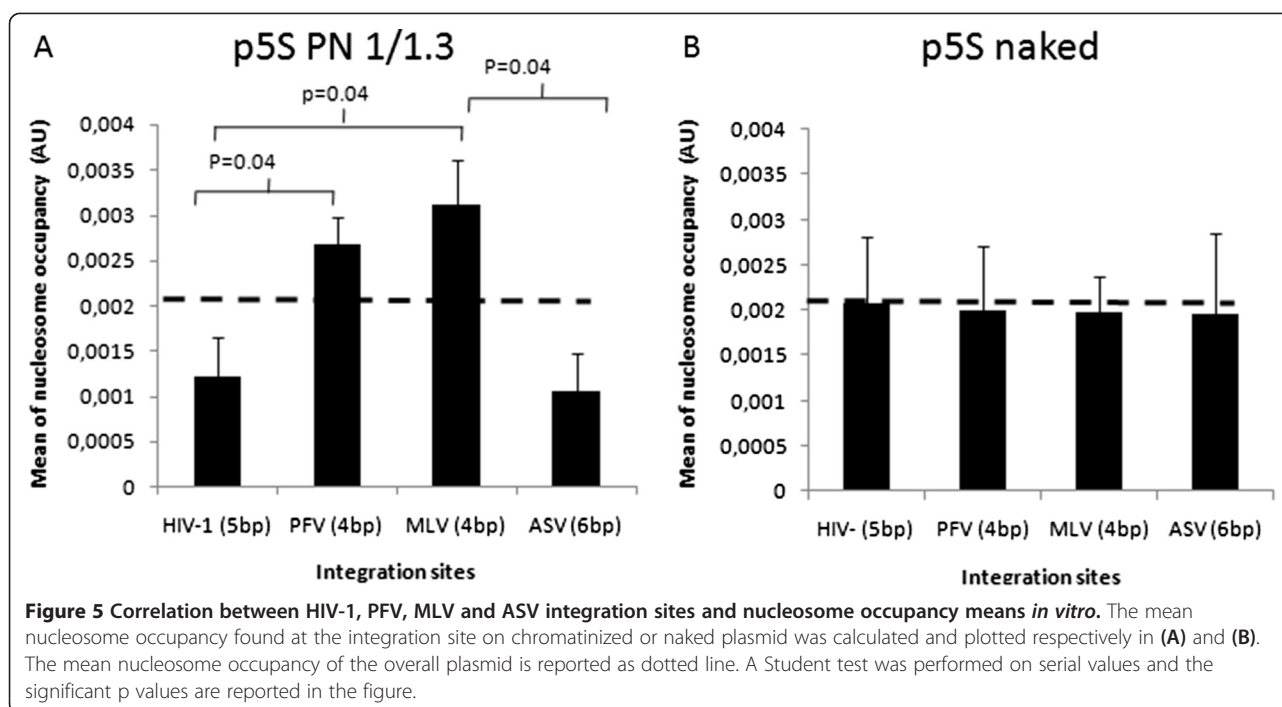 A
p5S PN 1/1.3
P=0.04
p=0.04
P=0.04
Mean of nucleosome occupancy (AU)
0,004
0,0035
0,003
0,0025
0,002
0,0015
0,001
0,0005
0
HIV-1 (5bp) PFV (4bp) MLV (4bp) ASV (6bp)
Integration sites
B
p5S naked
Mean of nucleosome occupancy (AU)
0,004
0,0035
0,003
0,0025
0,002
0,0015
0,001
0,0005
0
HIV- (5bp) PFV (4bp) MLV (4bp) ASV (6bp)
Integration sites
Figure 5 Correlation between HIV-1, PFV, MLV and ASV integration sites and nucleosome occupancy means in vitro. The mean
nucleosome occupancy found at the integration site on chromatinized or naked plasmid was calculated and plotted respectively in (A) and (B).
The mean nucleosome occupancy of the overall plasmid is reported as dotted line. A Student test was performed on serial values and the
significant p values are reported in the figure.